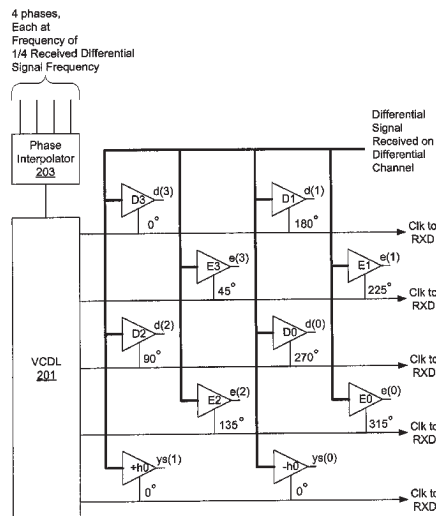 4 phases,
Each at
Frequency of
1/4 Received Differential
Signal Frequency
Phase
Interpolator
203
Differential
Signal
Received on
Differential
Channel
D3
d(3)
0°
D1
d(1)
180°
Clk to
RXD
E3
e(3)
45°
E1
e(1)
225°
Clk to
RXD
VCDL
201
D2
d(2)
90°
D0
d(0)
270°
Clk to
RXD
E2
e(2)
135°
E0
e(0)
315°
Clk to
RXD
+h0
ys(1)
0°
-h0
ys(0)
0°
Clk to
RXD